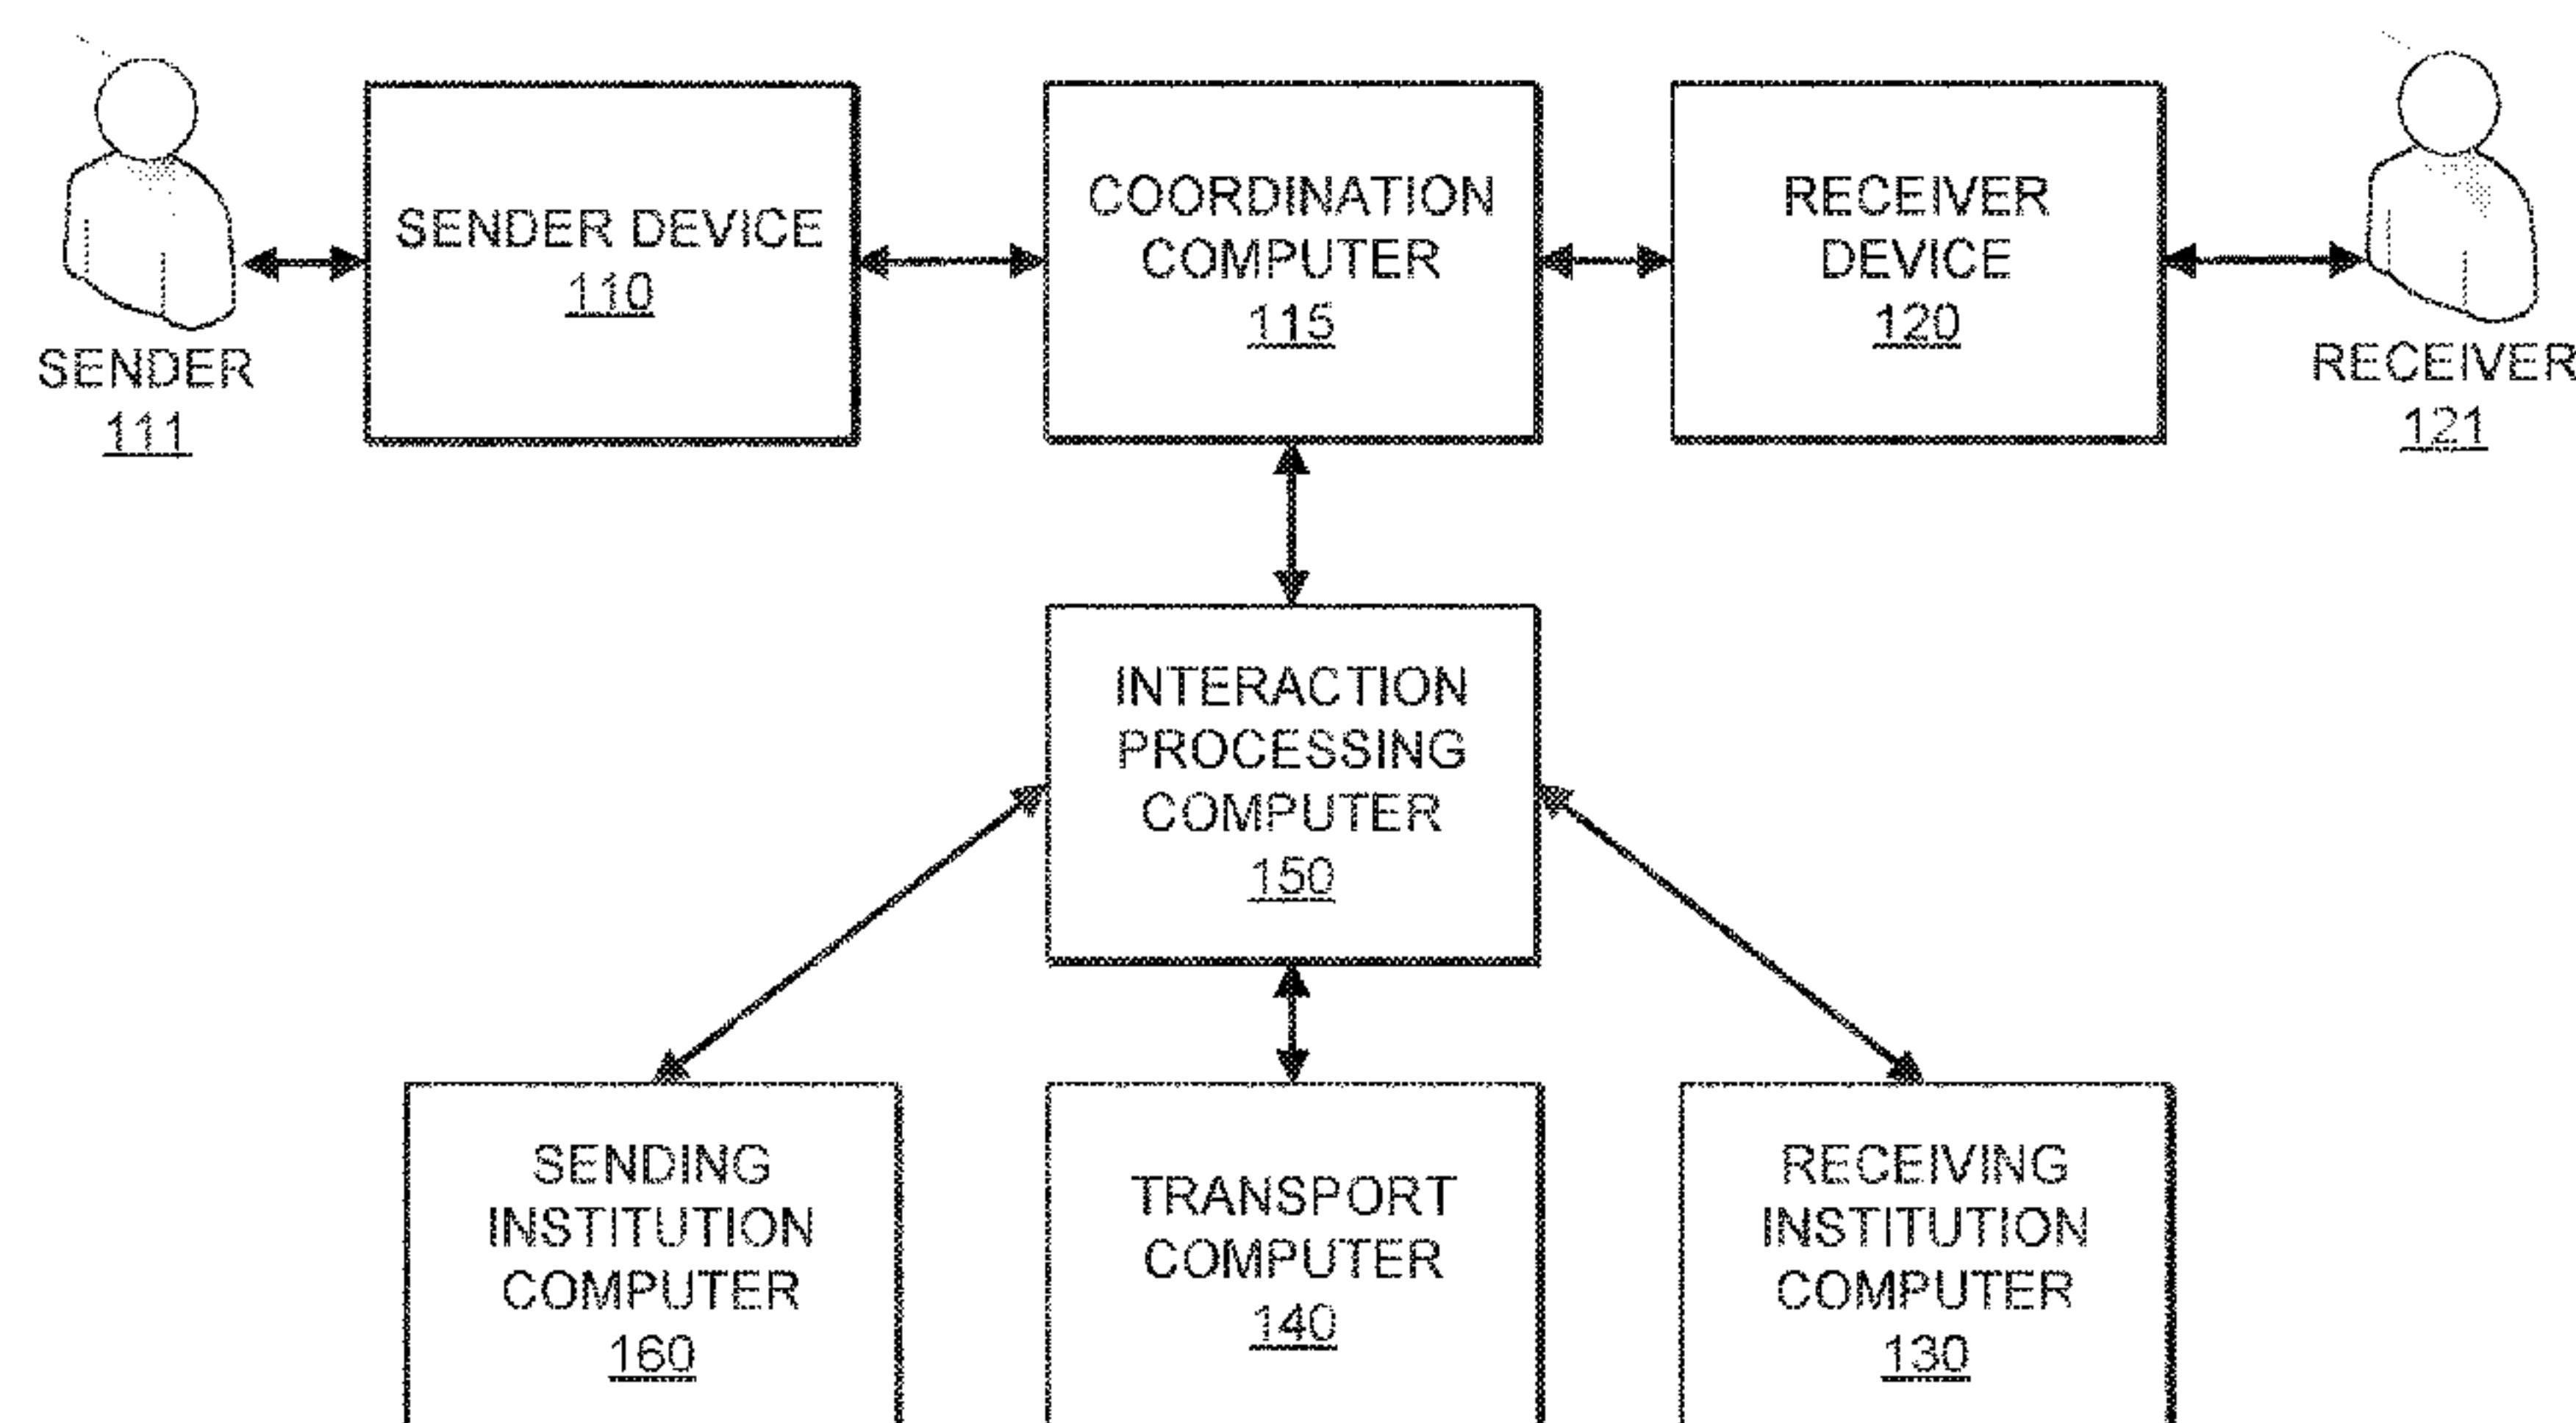 SENDER
111
SENDER DEVICE
110
COORDINATION
COMPUTER
115
RECEIVER
DEVICE
120
RECEIVER
121
INTERACTION
PROCESSING
COMPUTER
150
SENDING
INSTITUTION
COMPUTER
160
TRANSPORT
COMPUTER
140
RECEIVING
INSTITUTION
COMPUTER
130